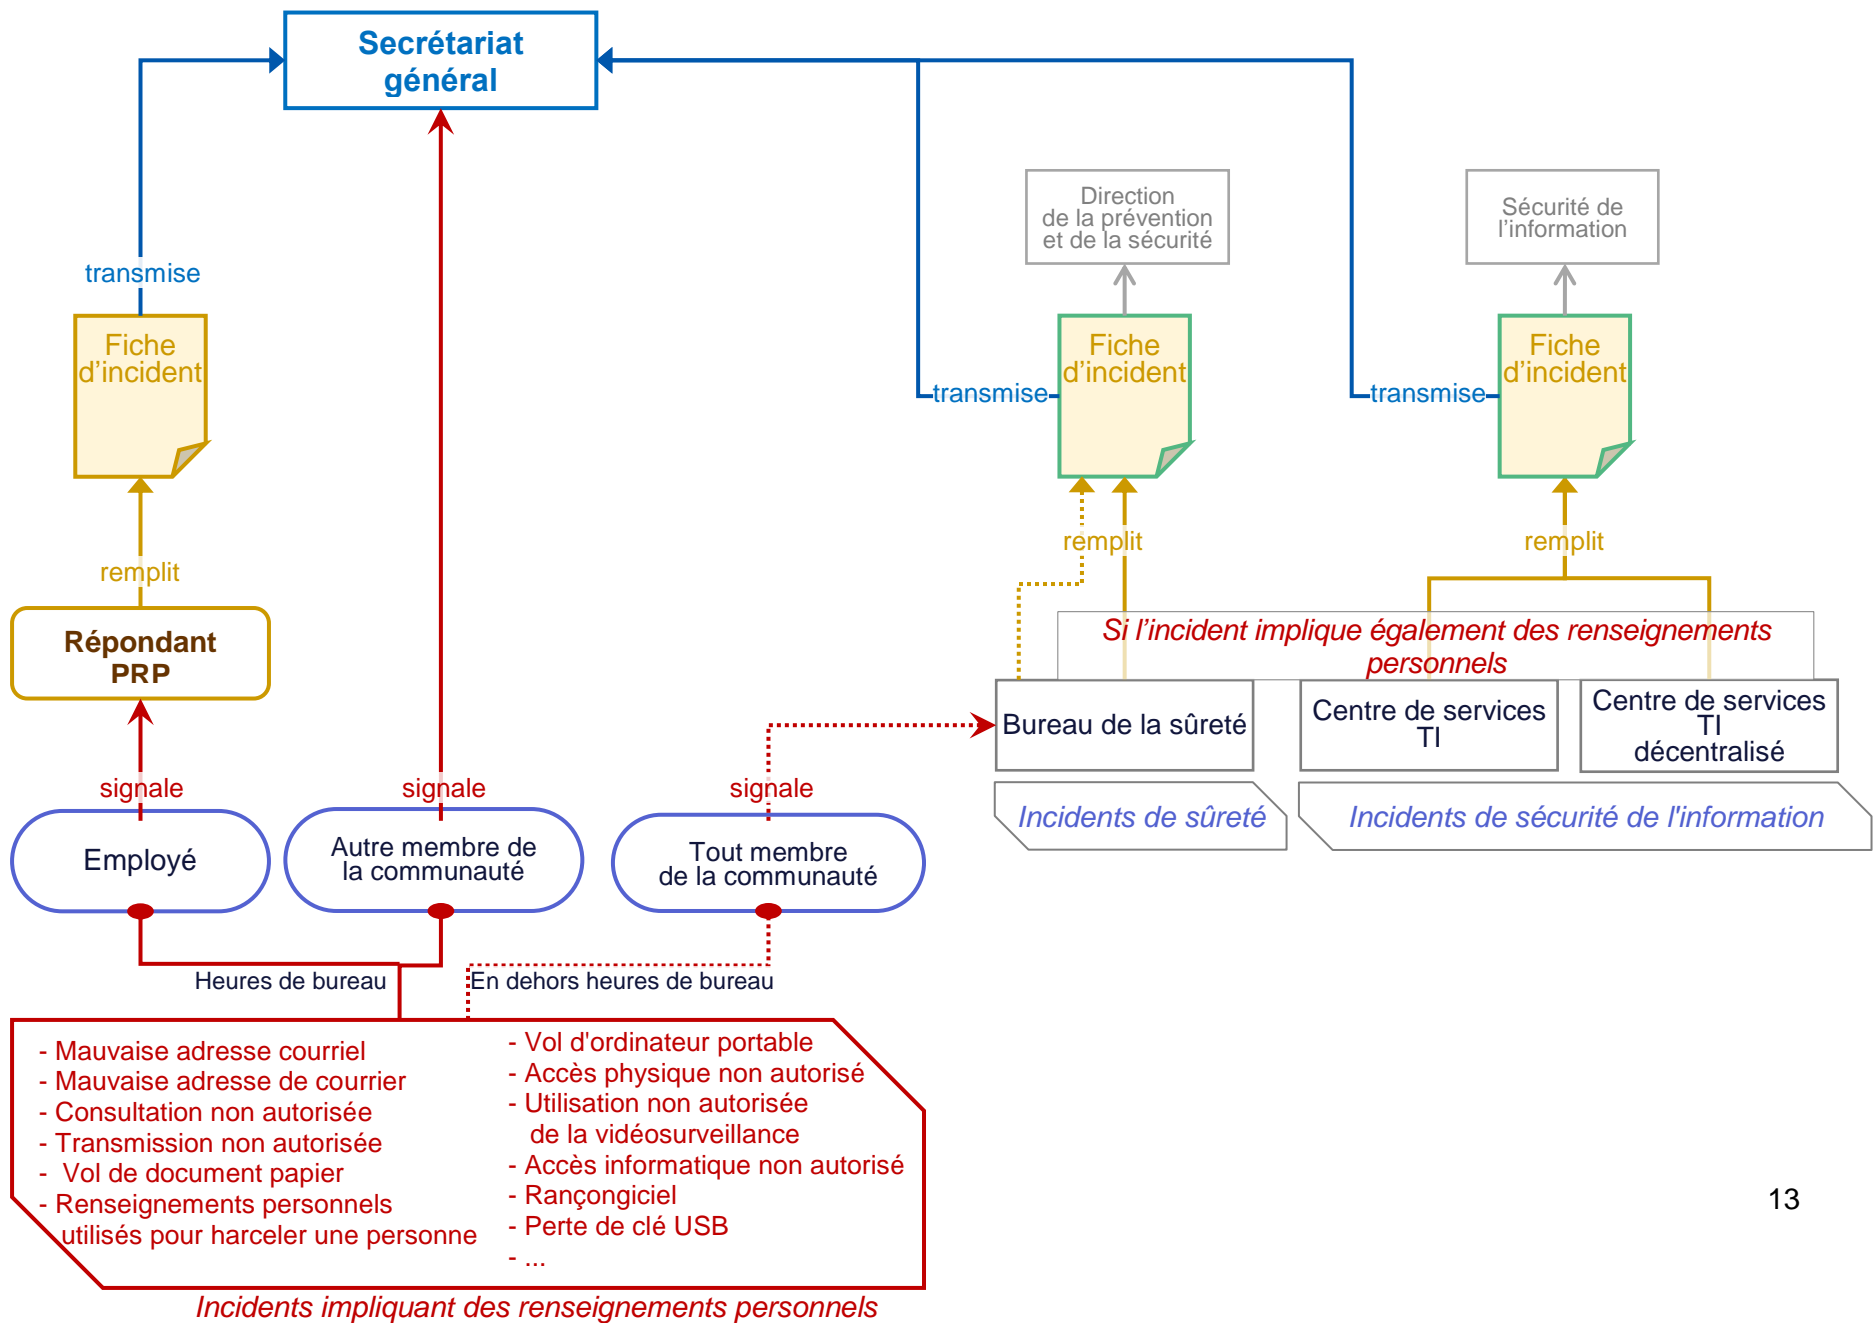 Secrétariat
général
Direction
de la prévention
et de la sécurité
Sécurité de
l’information
transmise
Fiche
d’incident
Fiche
d’incident
Fiche
d’incident
transmise
transmise
remplit
remplit
remplit
Répondant
PRP
Si l’incident implique également des renseignements
personnels
Bureau de la sûreté
Centre de services
TI
Centre de services
TI
décentralisé
signale
signale
signale
Incidents de sûreté
Incidents de sécurité de l'information
Employé
Autre membre de
la communauté
Tout membre
de la communauté
Heures de bureau
En dehors heures de bureau
- Mauvaise adresse courriel
- Mauvaise adresse de courrier
- Consultation non autorisée
- Transmission non autorisée
- Vol de document papier
- Renseignements personnels
utilisés pour harceler une personne
- Vol d'ordinateur portable
- Accès physique non autorisé
- Utilisation non autorisée
de la vidéosurveillance
- Accès informatique non autorisé
- Rançongiciel
- Perte de clé USB
- ...
Incidents impliquant des renseignements personnels
13